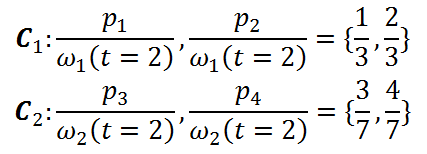 C₁: p₁/ω₁(t = 2), p₂/ω₁(t = 2) = {1/3, 2/3}
C₂: p₃/ω₂(t = 2), p₄/ω₂(t = 2) = {3/7, 4/7}